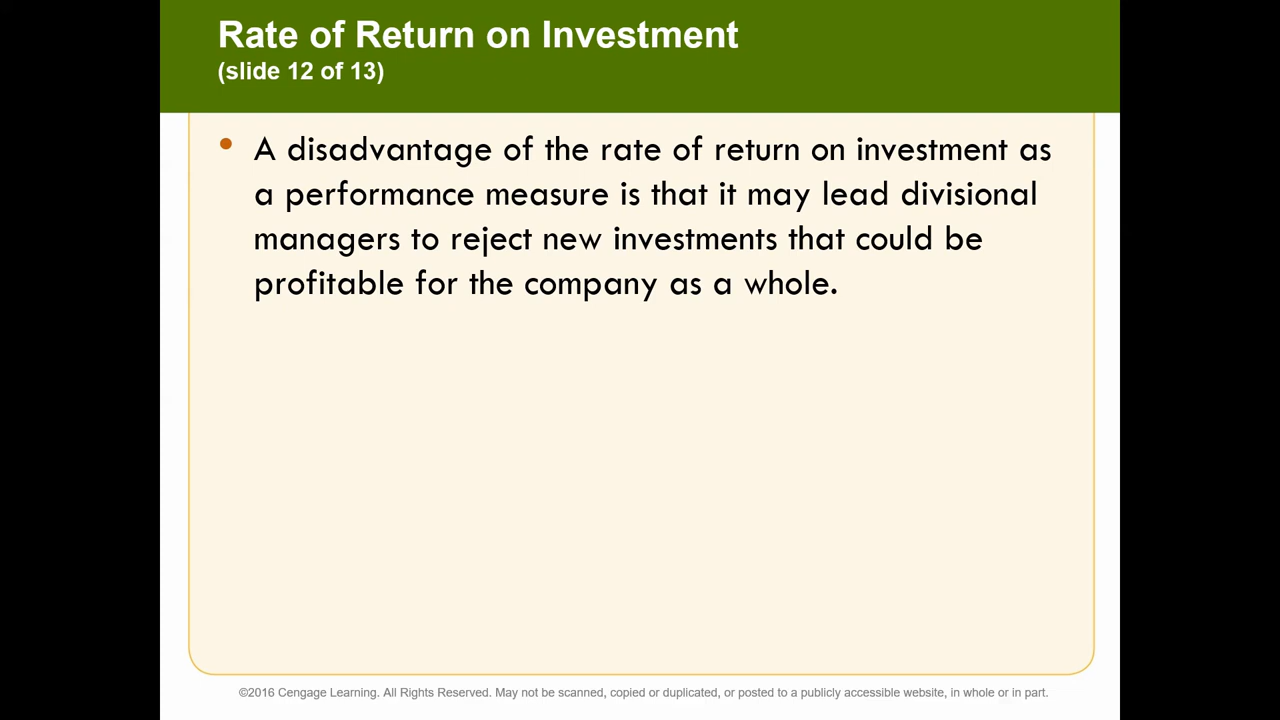 Rate of Return on Investment
(slide 12 of 13)
• A disadvantage of the rate of return on investment as
a performance measure is that it may lead divisional
managers to reject new investments that could be
profitable for the company as a whole.
©2016 Cengage Learning. All Rights Reserved. May not be scanned, copied or duplicated, or posted to a publicly accessible website, in whole or in part.